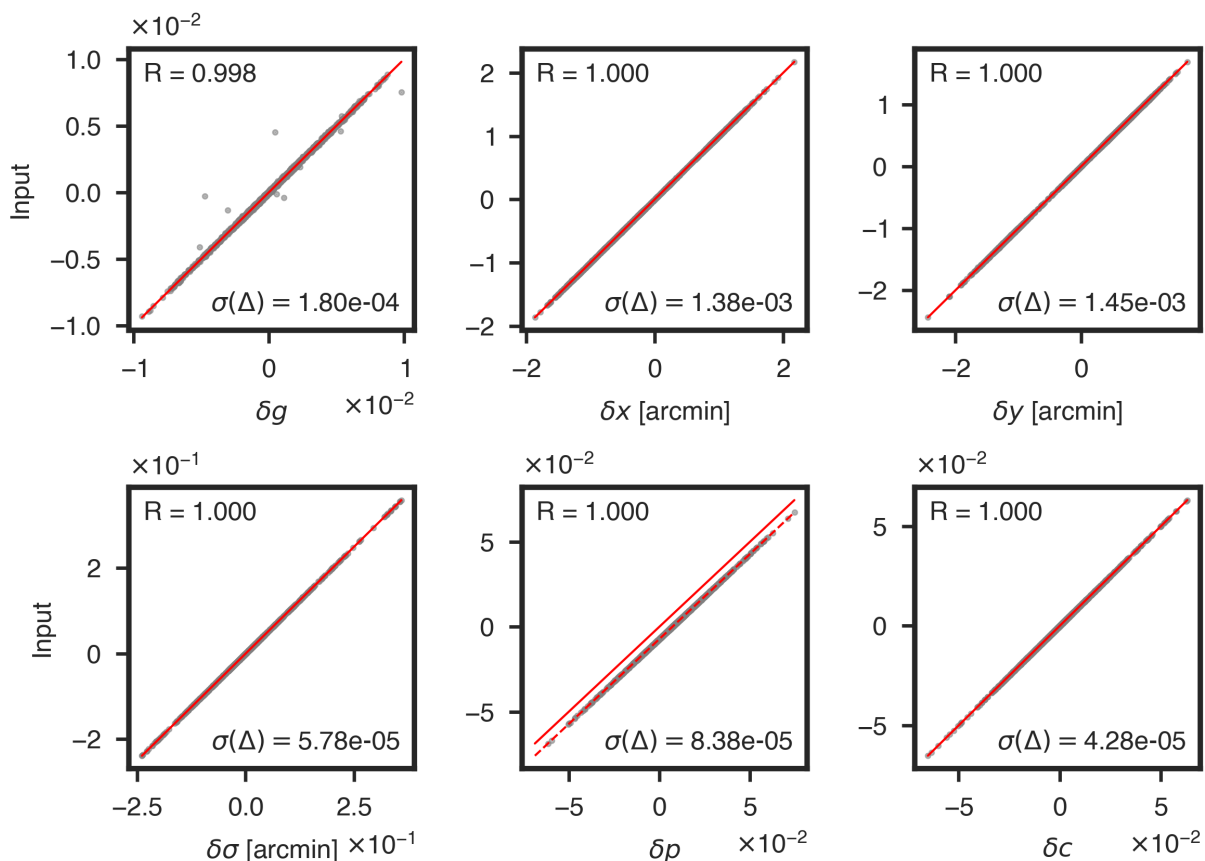 ×10⁻²
R = 0.998
1.0
0.5
0.0
−0.5
−1.0
Input
σ(Δ) = 1.80e-04
−1
0
1
δg
×10⁻²
R = 1.000
2
1
0
−1
−2
σ(Δ) = 1.38e-03
−2
0
2
δx [arcmin]
R = 1.000
1
0
−1
−2
σ(Δ) = 1.45e-03
−2
0
δy [arcmin]
×10⁻¹
R = 1.000
2
0
−2
Input
σ(Δ) = 5.78e-05
−2.5
0.0
2.5
δσ [arcmin]
×10⁻¹
×10⁻²
R = 1.000
5
0
−5
σ(Δ) = 8.38e-05
−5
0
5
δp
×10⁻²
×10⁻²
R = 1.000
5
0
−5
σ(Δ) = 4.28e-05
−5
0
5
δc
×10⁻²